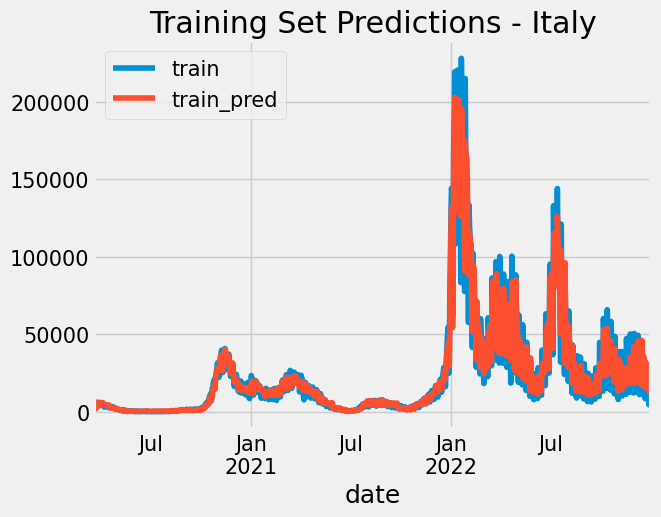 Training Set Predictions - Italy
train
train_pred
200000
150000
100000
50000
0
Jul
Jan
2021
Jul
Jan
2022
Jul
date